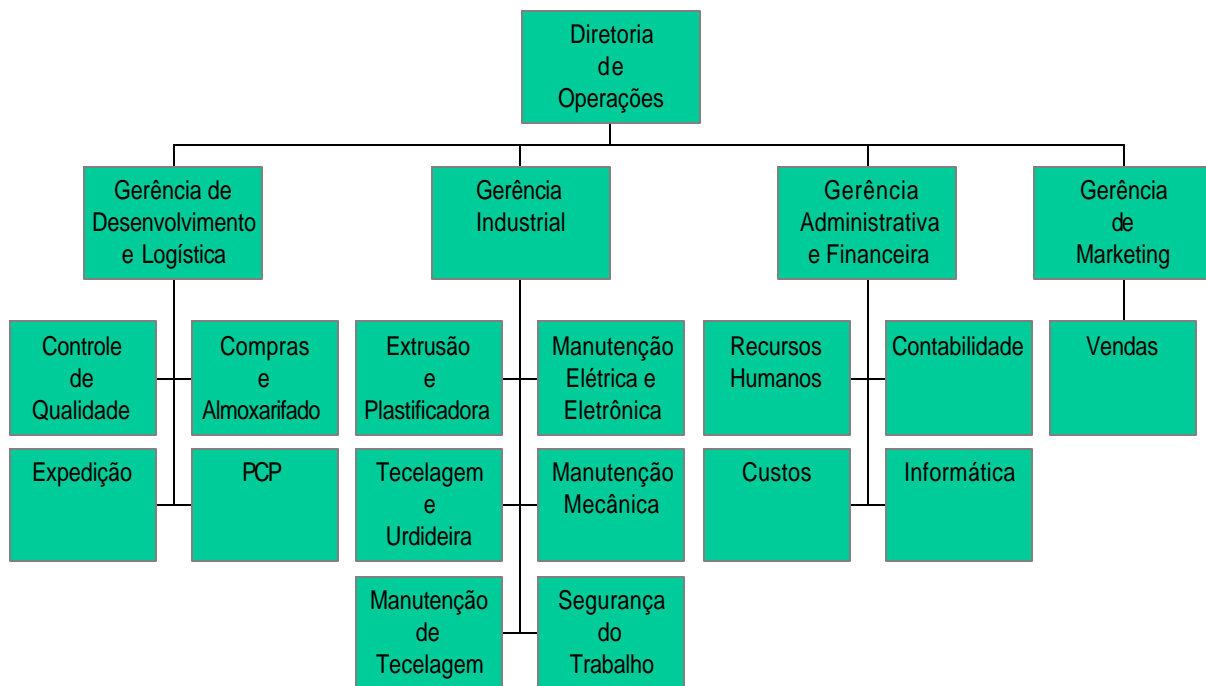 Diretoria
de
Operações
Gerência de
Desenvolvimento
e Logística
Gerência
Industrial
Gerência
Administrativa
e Financeira
Gerência
de
Marketing
Controle
de
Qualidade
Compras
e
Almoxarifado
Extrusão
e
Plastificadora
Manutenção
Elétrica e
Eletrônica
Recursos
Humanos
Contabilidade
Vendas
Expedição
PCP
Tecelagem
e
Urdideira
Manutenção
Mecânica
Custos
Informática
Manutenção
de
Tecelagem
Segurança
do
Trabalho